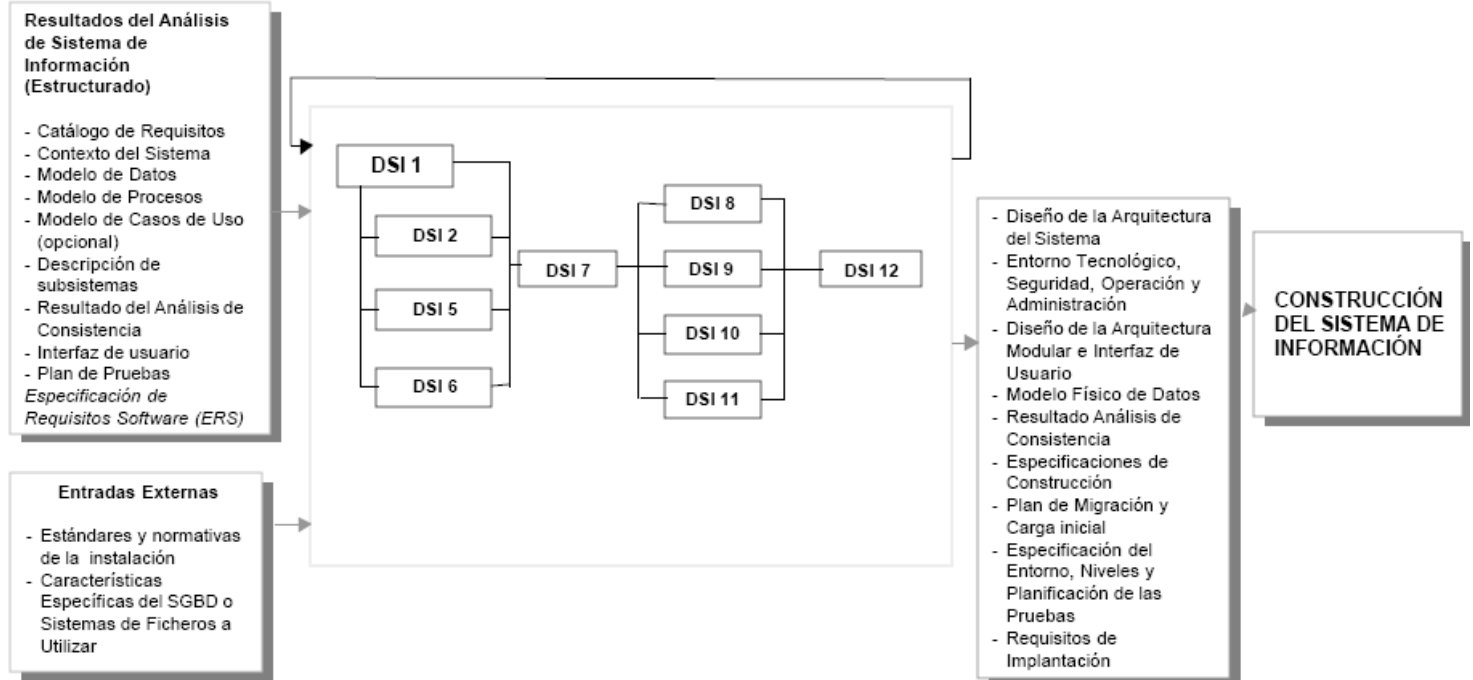 Resultados del Análisis
de Sistema de
Información
(Estructurado)
- Catálogo de Requisitos
- Contexto del Sistema
- Modelo de Datos
- Modelo de Procesos
- Modelo de Casos de Uso
(opcional)
- Descripción de
subsistemas
- Resultado del Análisis de
Consistencia
- Interfaz de usuario
- Plan de Pruebas
Especificación de
Requisitos Software (ERS)
Entradas Externas
- Estándares y normativas
de la instalación
- Características
Específicas del SGBD o
Sistemas de Ficheros a
Utilizar
DSI 1
DSI 2
DSI 5
DSI 6
DSI 7
DSI 8
DSI 9
DSI 10
DSI 11
DSI 12
- Diseño de la Arquitectura
del Sistema
- Entorno Tecnológico,
Seguridad, Operación y
Administración
- Diseño de la Arquitectura
Modular e Interfaz de
Usuario
- Modelo Físico de Datos
- Resultado Análisis de
Consistencia
- Especificaciones de
Construcción
- Plan de Migración y
Carga inicial
- Especificación del
Entorno, Niveles y
Planificación de las
Pruebas
- Requisitos de
Implantación
CONSTRUCCIÓN
DEL SISTEMA DE
INFORMACIÓN